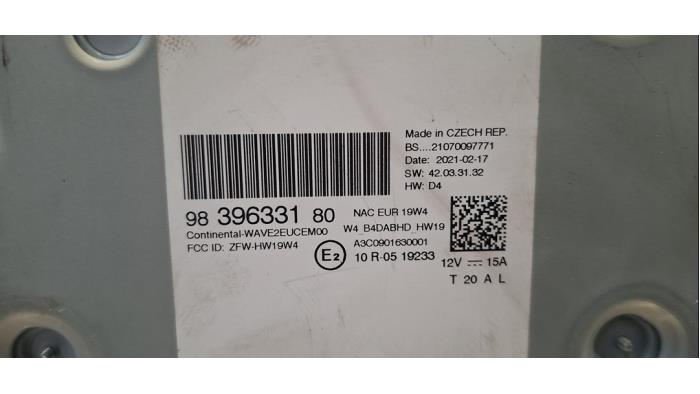 Made in CZECH REP.
BS....21070097771
Date: 2021-02-17
SW: 42.03.31.32
HW: D4
98 396331 80
NAC EUR 19W4
Continental-WAVE2EUCEM00
W4_B4DABHD_HW19
FCC ID: ZFW-HW19W4
E2
A3C0901630001
10 R-05 19233
12V ⎓ 15A
T 20 A L